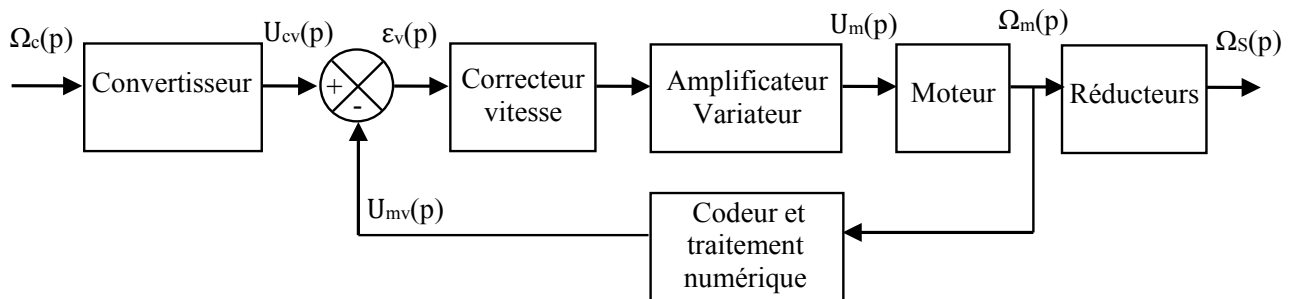 Ωc(p)
Convertisseur
Ucv(p)
+
-
εv(p)
Correcteur
vitesse
Amplificateur
Variateur
Um(p)
Moteur
Ωm(p)
Réducteurs
ΩS(p)
Umv(p)
Codeur et
traitement
numérique